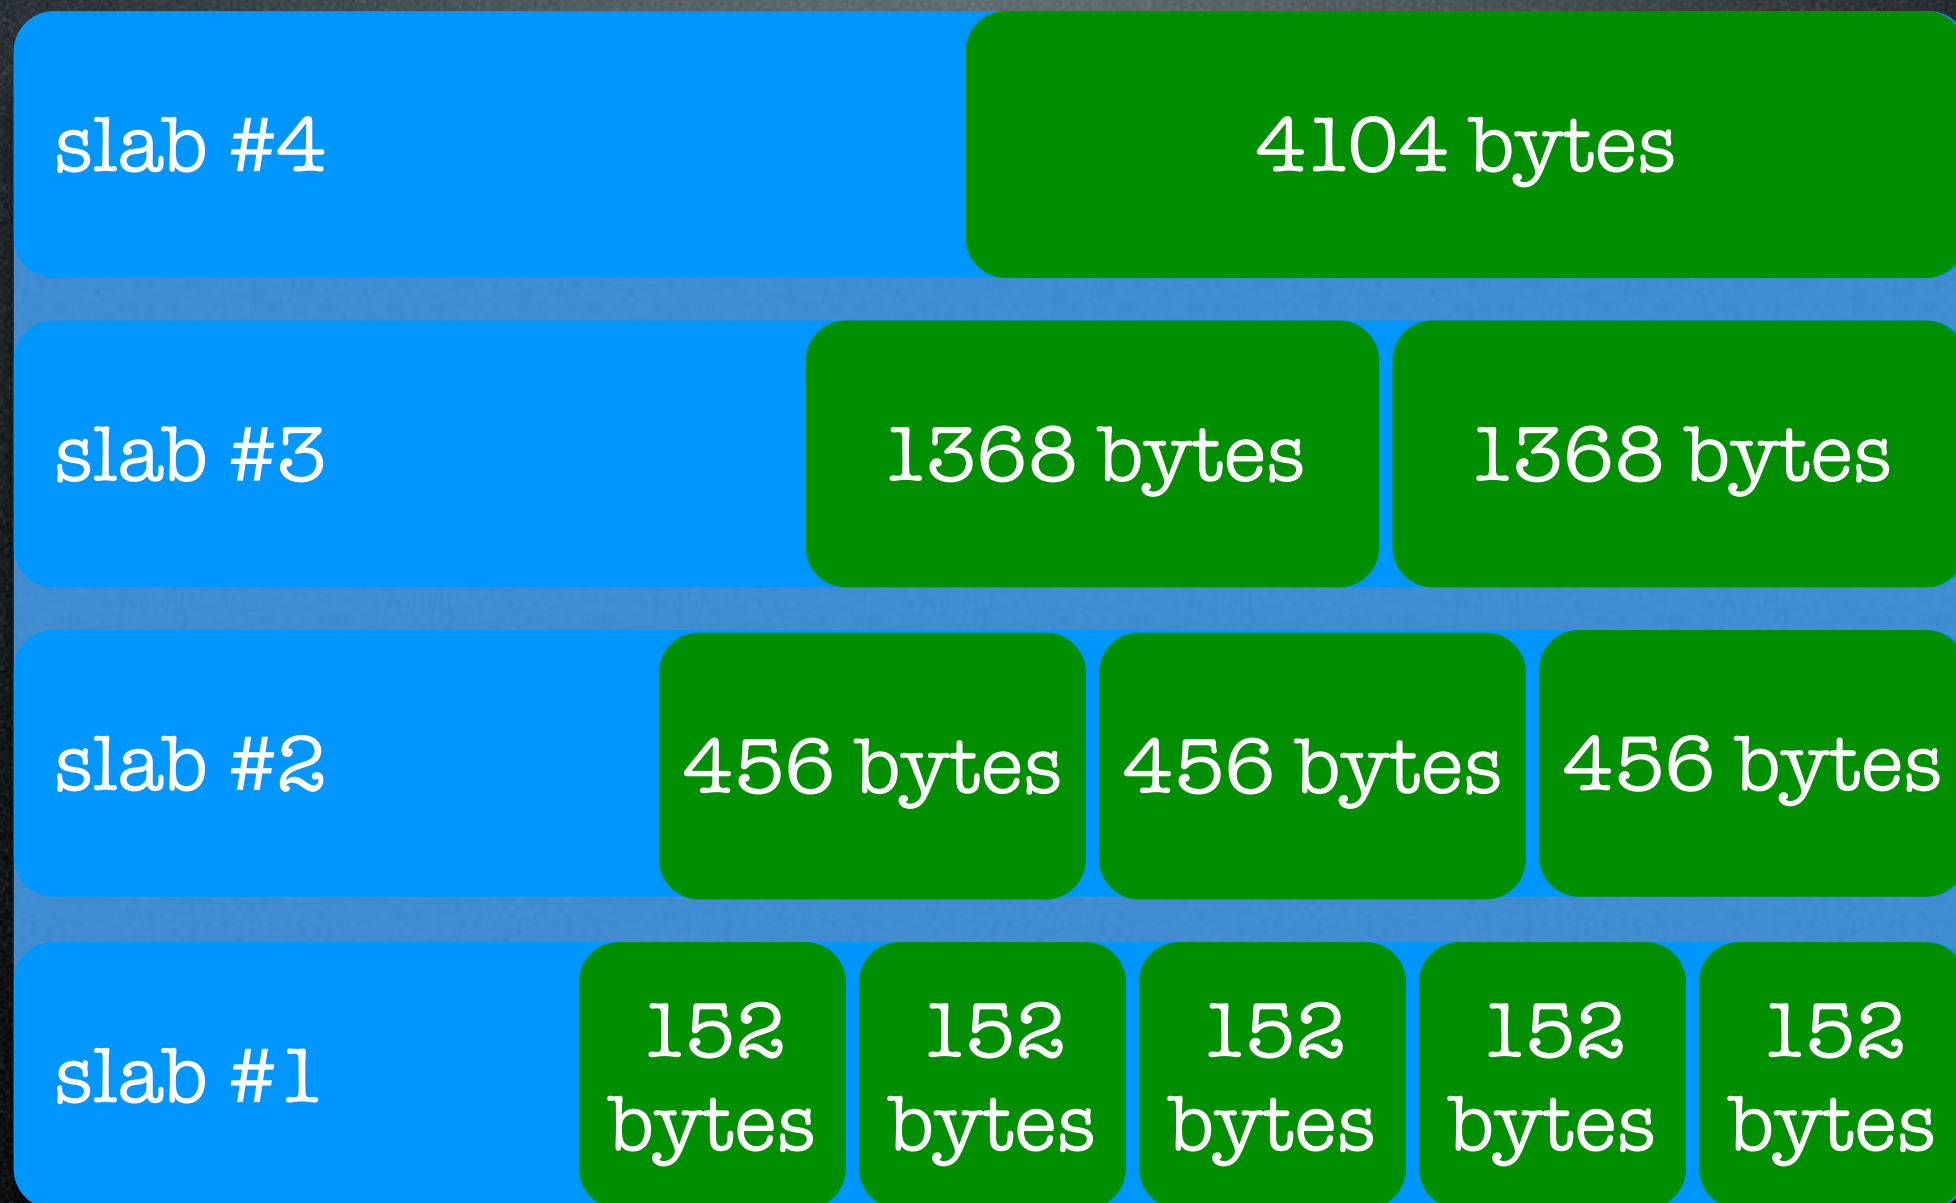 slab #4
4104 bytes
slab #3
1368 bytes
1368 bytes
slab #2
456 bytes
456 bytes
456 bytes
slab #1
152
bytes
152
bytes
152
bytes
152
bytes
152
bytes